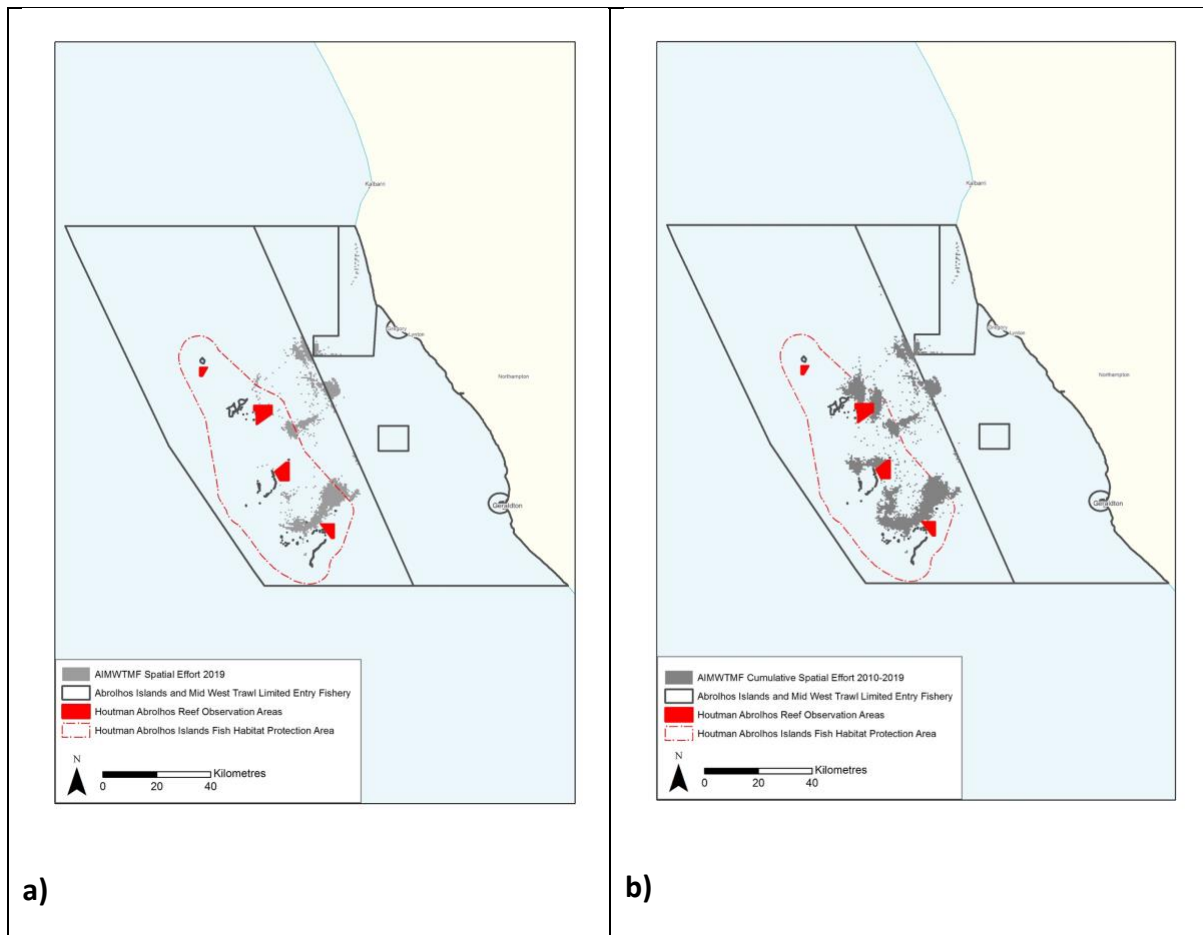 Kalbarri
Gregory
Northampton
Geraldton
AIMWTMF Spatial Effort 2019
Abrolhos Islands and Mid West Trawl Limited Entry Fishery
Houtman Abrolhos Reef Observation Areas
Houtman Abrolhos Islands Fish Habitat Protection Area
N
Kilometres
0 20 40
a)
Kalbarri
Gregory
Northampton
Geraldton
AIMWTMF Cumulative Spatial Effort 2010-2019
Abrolhos Islands and Mid West Trawl Limited Entry Fishery
Houtman Abrolhos Reef Observation Areas
Houtman Abrolhos Islands Fish Habitat Protection Area
N
Kilometres
0 20 40
b)